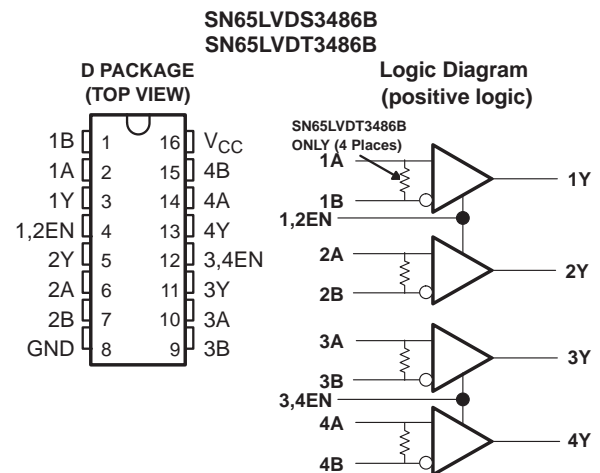 SN65LVDS3486B
SN65LVDT3486B
D PACKAGE
(TOP VIEW)
1B 1 16 VCC
1A 2 15 4B
1Y 3 14 4A
1,2EN 4 13 4Y
2Y 5 12 3,4EN
2A 6 11 3Y
2B 7 10 3A
GND 8 9 3B
Logic Diagram
(positive logic)
SN65LVDT3486B
ONLY (4 Places)
1A
1Y
1B
1,2EN
2A
2Y
2B
3A
3Y
3B
3,4EN
4A
4Y
4B